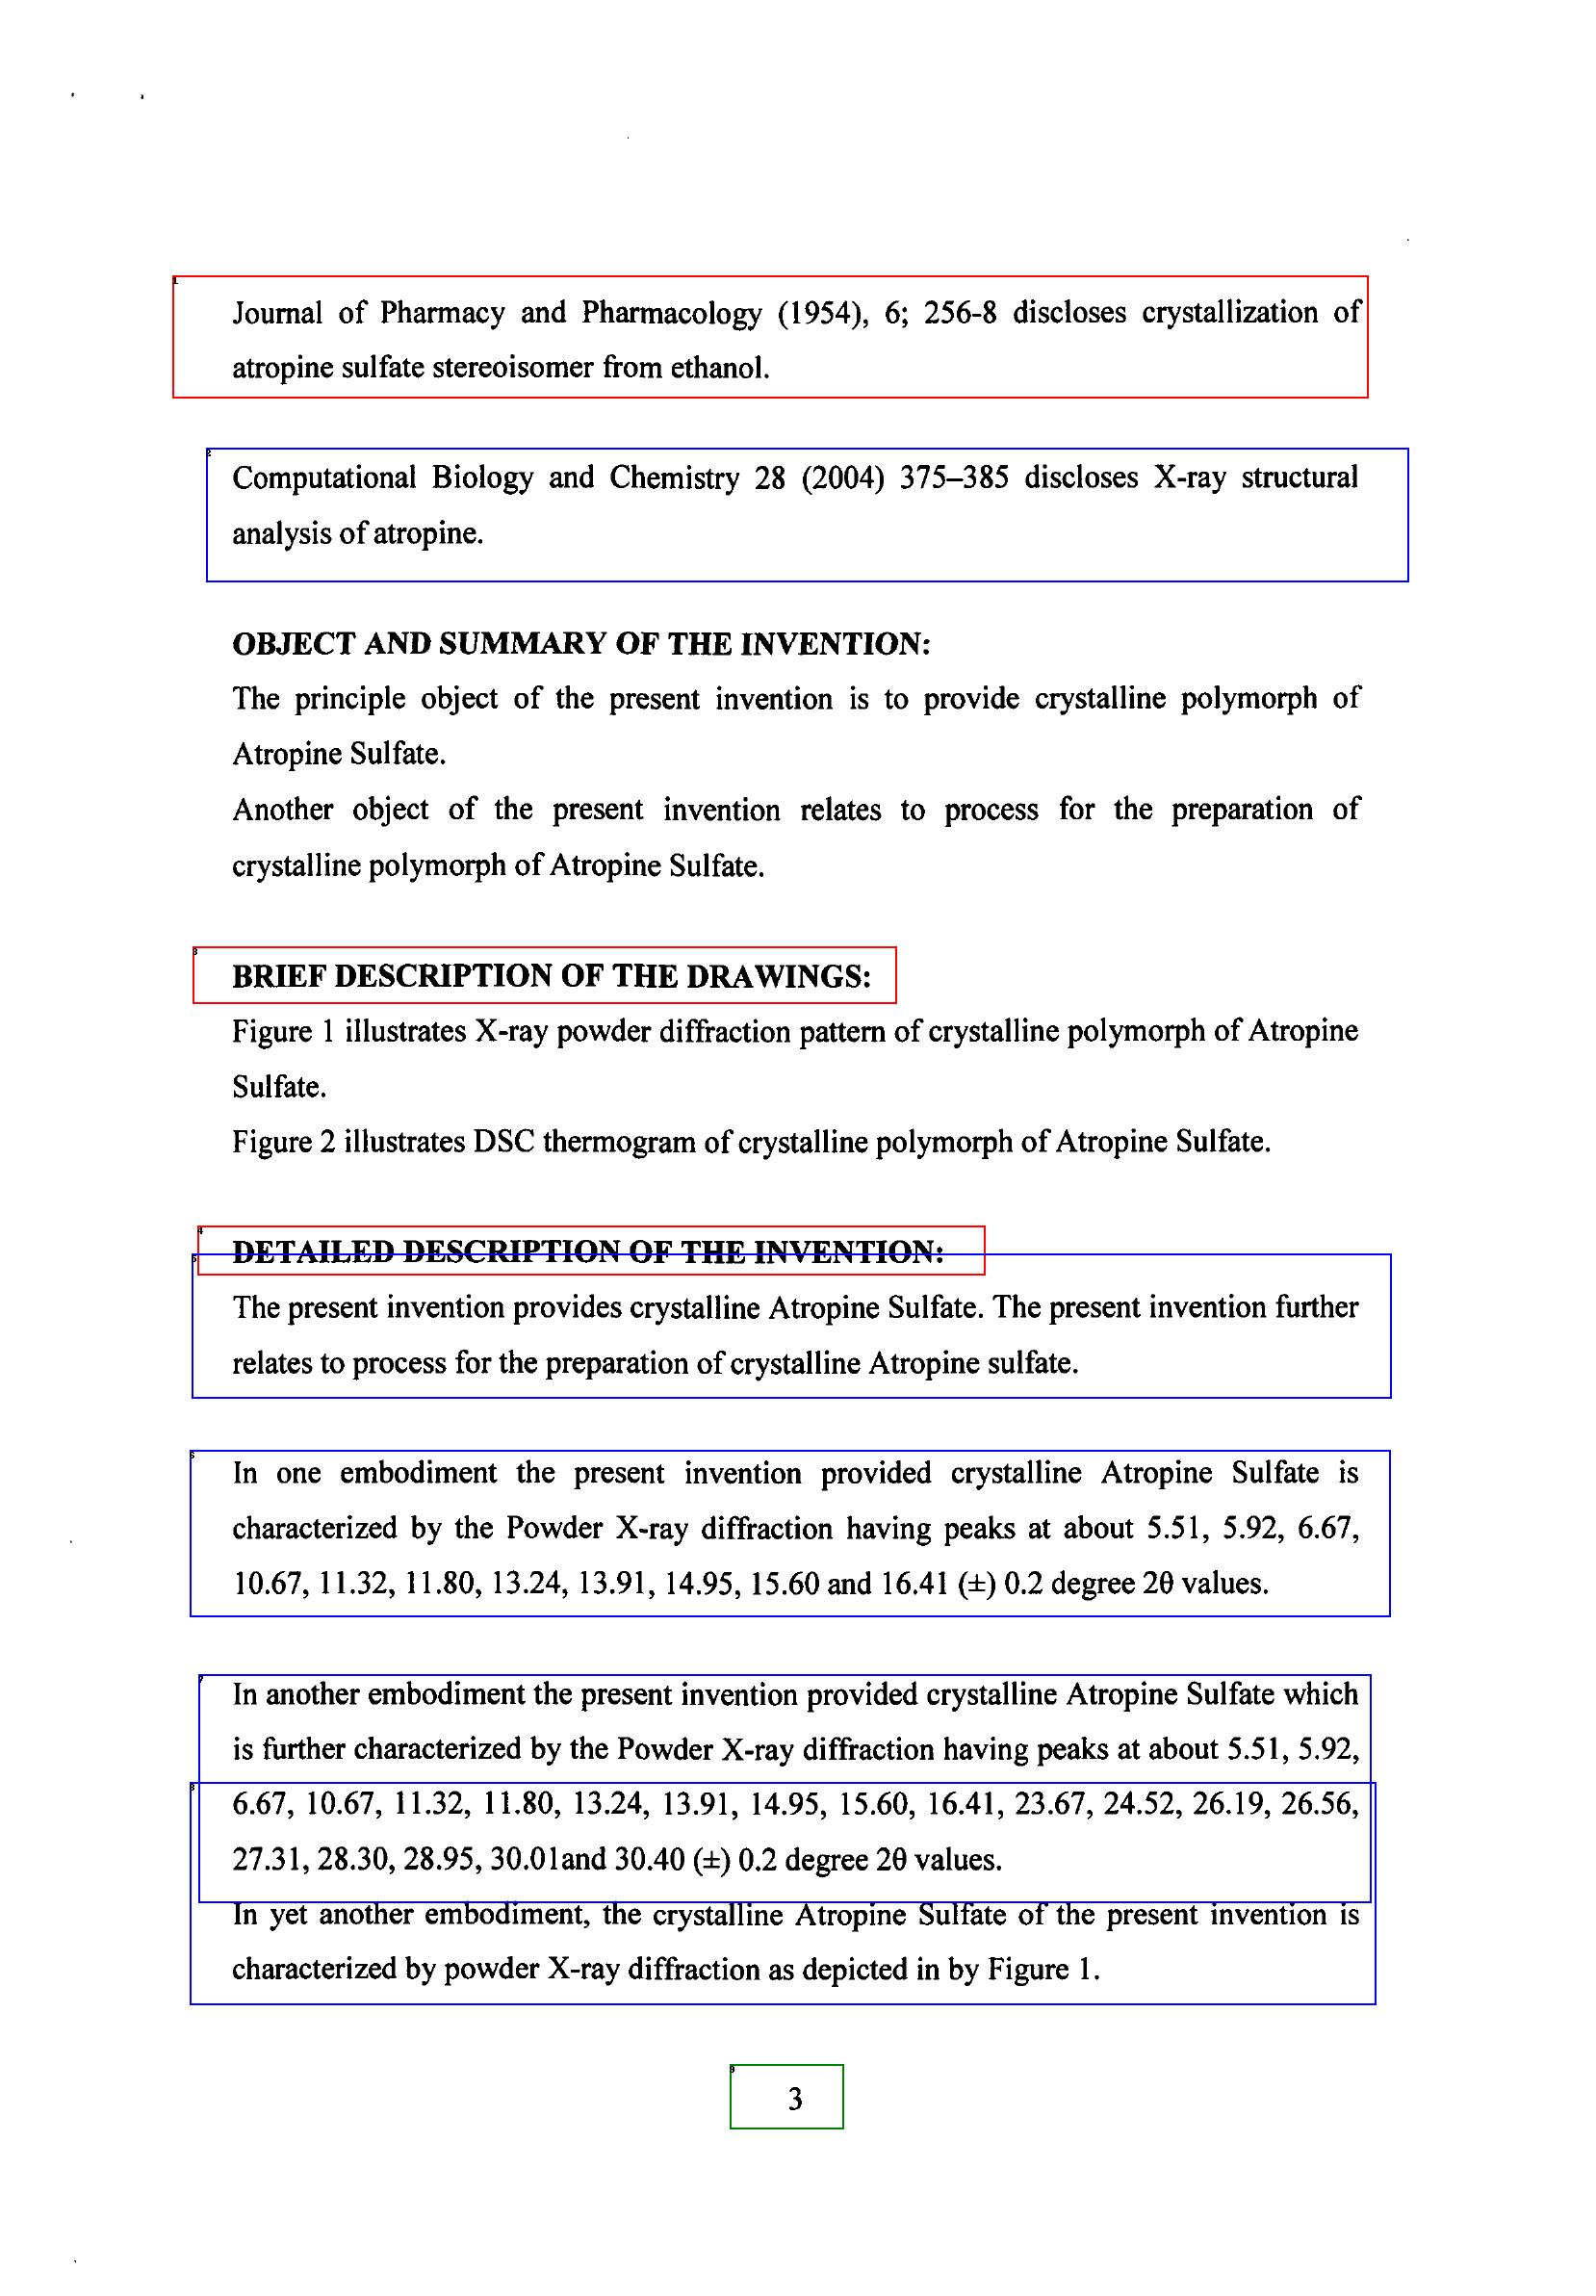 Journal of Pharmacy and Pharmacology (1954), 6; 256-8 discloses crystallization of
atropine sulfate stereoisomer from ethanol.
Computational Biology and Chemistry 28 (2004) 375–385 discloses X-ray structural
analysis of atropine.
OBJECT AND SUMMARY OF THE INVENTION:
The principle object of the present invention is to provide crystalline polymorph of
Atropine Sulfate.
Another object of the present invention relates to process for the preparation of
crystalline polymorph of Atropine Sulfate.
BRIEF DESCRIPTION OF THE DRAWINGS:
Figure 1 illustrates X-ray powder diffraction pattern of crystalline polymorph of Atropine
Sulfate.
Figure 2 illustrates DSC thermogram of crystalline polymorph of Atropine Sulfate.
DETAILED DESCRIPTION OF THE INVENTION:
The present invention provides crystalline Atropine Sulfate. The present invention further
relates to process for the preparation of crystalline Atropine sulfate.
In one embodiment the present invention provided crystalline Atropine Sulfate is
characterized by the Powder X-ray diffraction having peaks at about 5.51, 5.92, 6.67,
10.67, 11.32, 11.80, 13.24, 13.91, 14.95, 15.60 and 16.41 (±) 0.2 degree 2θ values.
In another embodiment the present invention provided crystalline Atropine Sulfate which
is further characterized by the Powder X-ray diffraction having peaks at about 5.51, 5.92,
6.67, 10.67, 11.32, 11.80, 13.24, 13.91, 14.95, 15.60, 16.41, 23.67, 24.52, 26.19, 26.56,
27.31, 28.30, 28.95, 30.01and 30.40 (±) 0.2 degree 2θ values.
In yet another embodiment, the crystalline Atropine Sulfate of the present invention is
characterized by powder X-ray diffraction as depicted in by Figure 1.
3